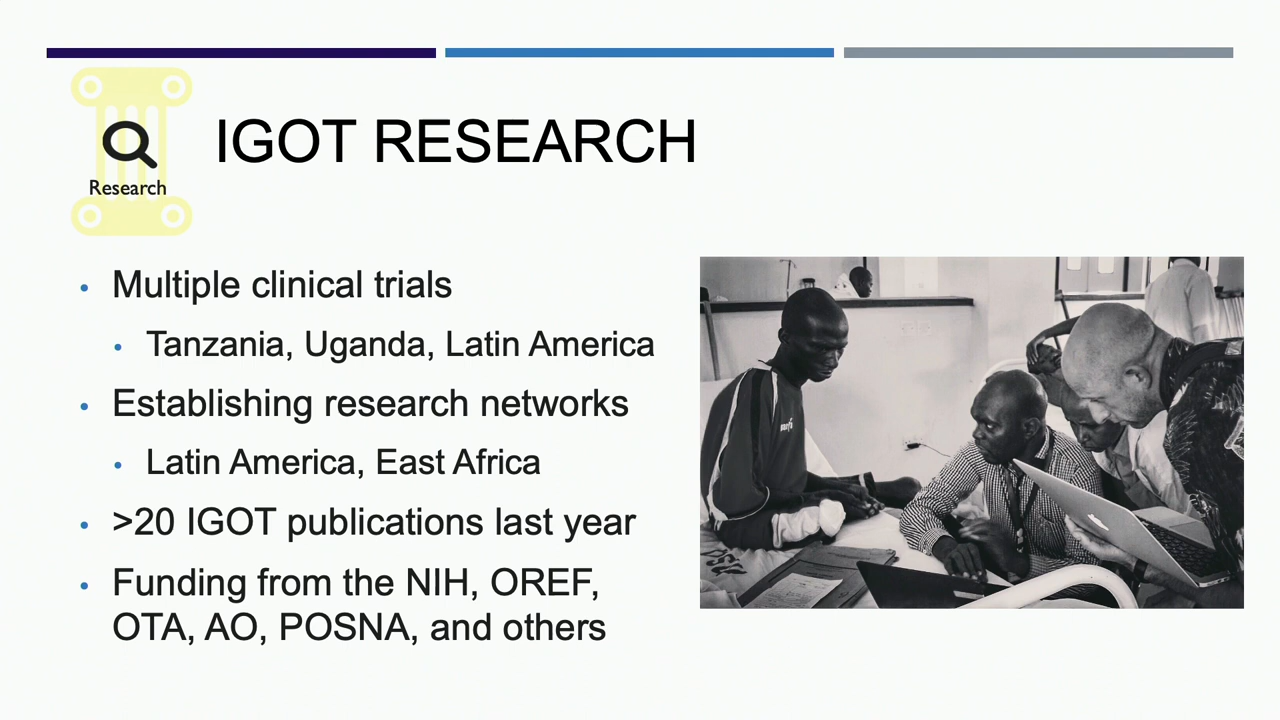 Research
IGOT RESEARCH
• Multiple clinical trials
• Tanzania, Uganda, Latin America
• Establishing research networks
• Latin America, East Africa
• >20 IGOT publications last year
• Funding from the NIH, OREF,
OTA, AO, POSNA, and others